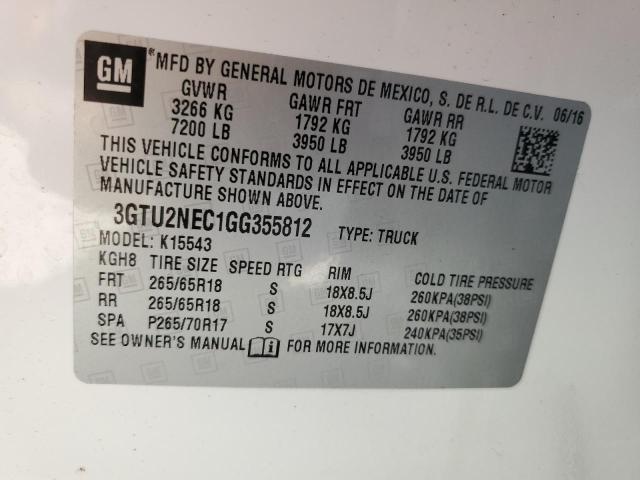 GM
*MFD BY GENERAL MOTORS DE MEXICO, S. DE R.L. DE C.V. 06/16
GVWR GAWR FRT GAWR RR
3266 KG 1792 KG 1792 KG
7200 LB 3950 LB 3950 LB
THIS VEHICLE CONFORMS TO ALL APPLICABLE U.S. FEDERAL MOTOR
VEHICLE SAFETY STANDARDS IN EFFECT ON THE DATE OF
MANUFACTURE SHOWN ABOVE.
3GTU2NEC1GG355812 TYPE: TRUCK
MODEL: K15543
KGH8 TIRE SIZE SPEED RTG RIM COLD TIRE PRESSURE
FRT 265/65R18 S 18X8.5J 260KPA(38PSI)
RR 265/65R18 S 18X8.5J 260KPA(38PSI)
SPA P265/70R17 S 17X7J 240KPA(35PSI)
SEE OWNER'S MANUAL FOR MORE INFORMATION.